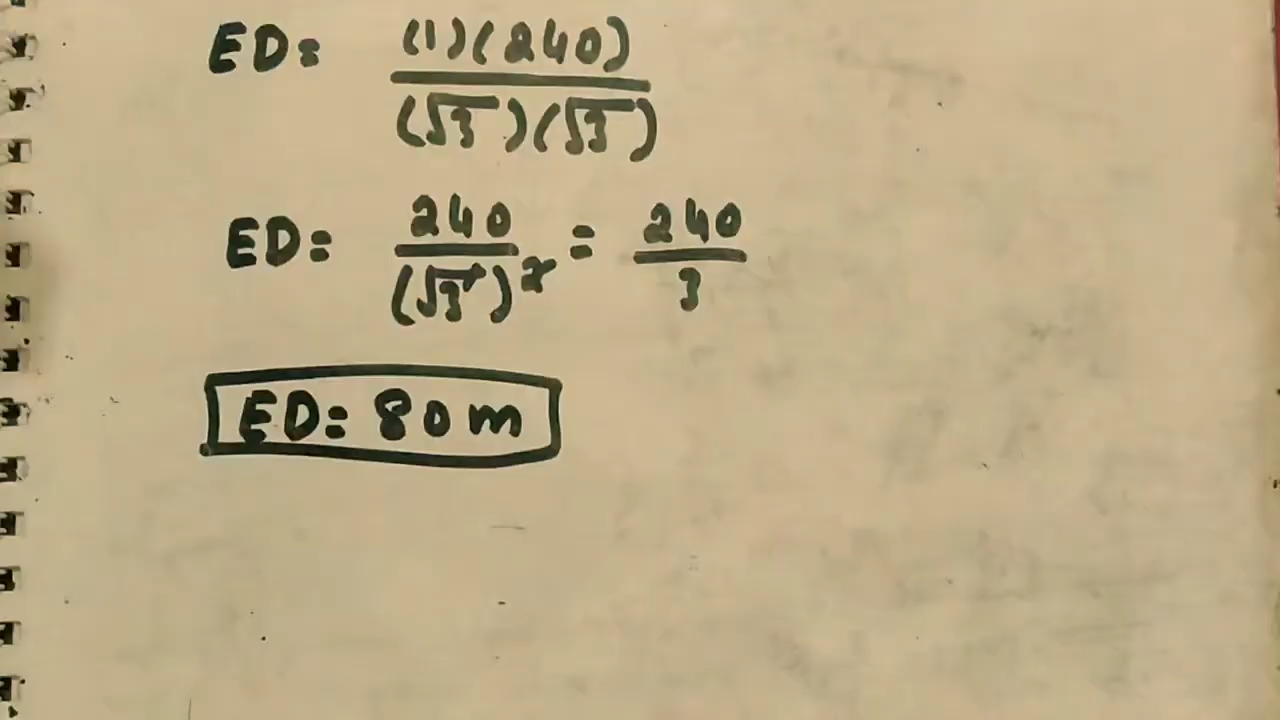 ED= (1)(240) / (√3)(√3)
ED= 240 / (√3)² = 240 / 3
ED= 80 m